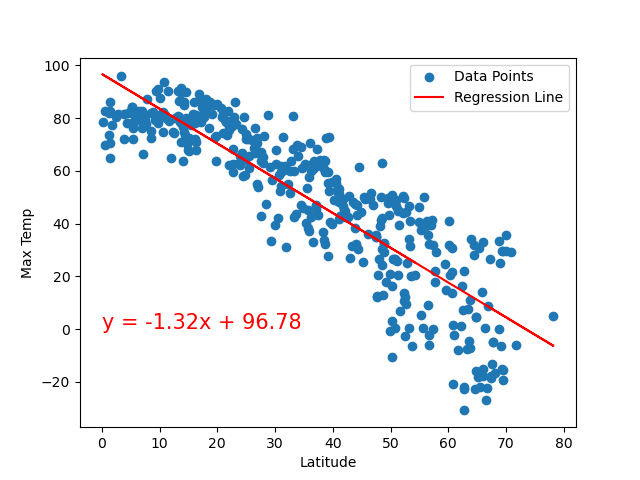 100
80
60
40
20
0
−20
Max Temp
Data Points
Regression Line
y = -1.32x + 96.78
0 10 20 30 40 50 60 70 80
Latitude